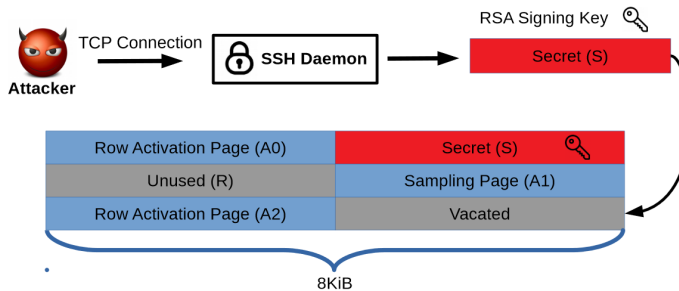 RSA Signing Key
TCP Connection
SSH Daemon
Secret (S)
Attacker
Row Activation Page (A0)
Secret (S)
Unused (R)
Sampling Page (A1)
Row Activation Page (A2)
Vacated
8KiB